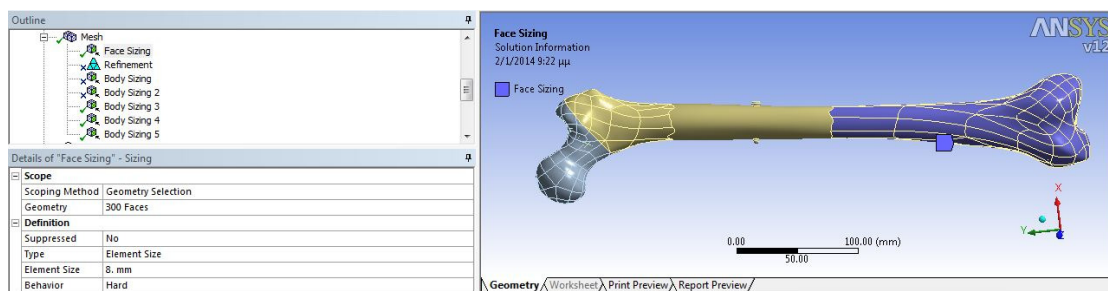 Outline
Mesh
Face Sizing
Refinement
Body Sizing
Body Sizing 2
Body Sizing 3
Body Sizing 4
Body Sizing 5
Details of "Face Sizing" - Sizing
Scope
Scoping Method Geometry Selection
Geometry 300 Faces
Definition
Suppressed No
Type Element Size
Element Size 8. mm
Behavior Hard
Face Sizing
Solution Information
2/1/2014 9:22 μμ
Face Sizing
ANSYS
v12
X
Y
Z
0.00 100.00 (mm)
50.00
Geometry Worksheet Print Preview Report Preview